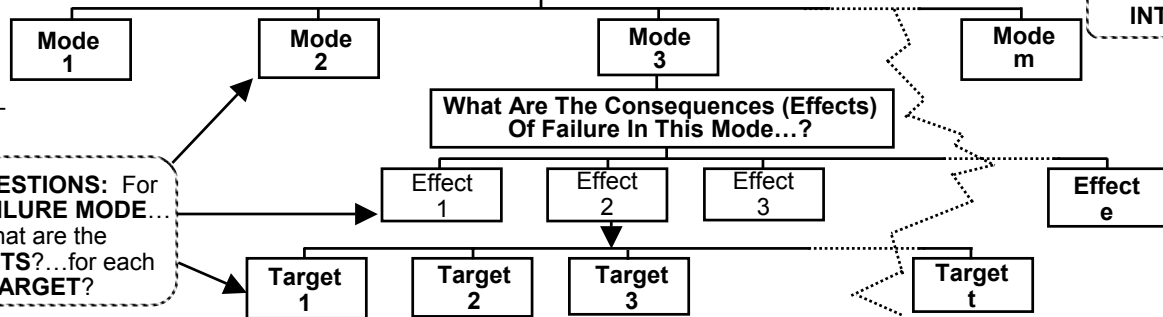 INT
Mode
1
Mode
2
Mode
3
Mode
m
What Are The Consequences (Effects)
Of Failure In This Mode…?
ESTIONS: For
ILURE MODE…
hat are the
TS?…for each
ARGET?
Effect
1
Effect
2
Effect
3
Effect
e
Target
1
Target
2
Target
3
Target
t